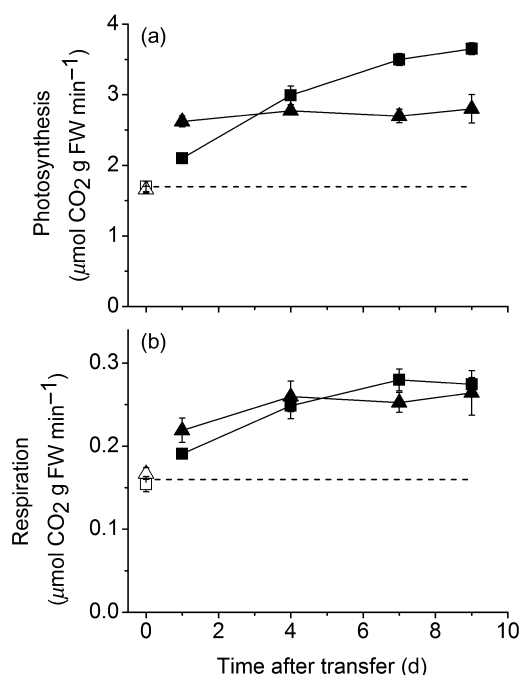 (a)
4
3
2
1
0
Photosynthesis
(μmol CO2 g FW min−1)
(b)
0.3
0.2
0.1
0.0
Respiration
(μmol CO2 g FW min−1)
0 2 4 6 8 10
Time after transfer (d)